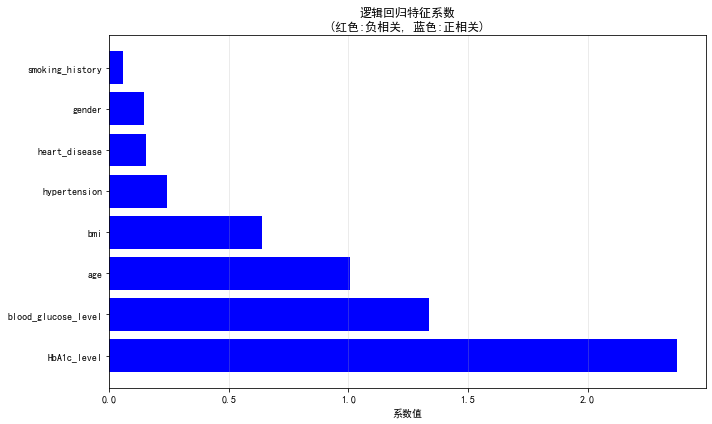 逻辑回归特征系数
(红色:负相关, 蓝色:正相关)
smoking_history
gender
heart_disease
hypertension
bmi
age
blood_glucose_level
HbA1c_level
0.0 0.5 1.0 1.5 2.0
系数值